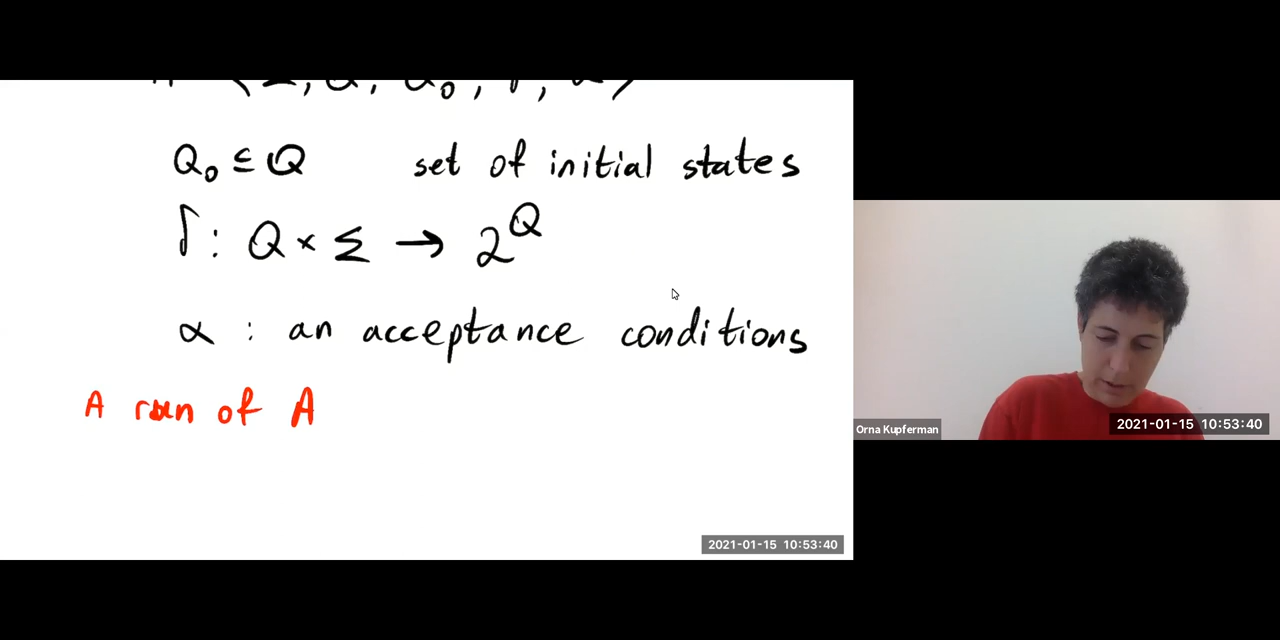 Q₀ ⊆ Q set of initial states
δ : Q × Σ → 2^Q
α : an acceptance conditions
A run of A
Orna Kupferman
2021-01-15 10:53:40
2021-01-15 10:53:40